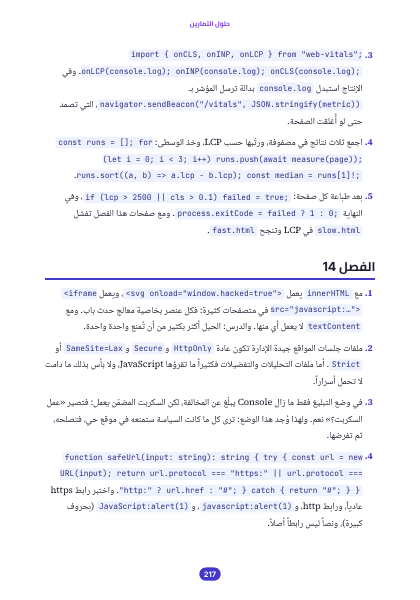 حلول التمارين
3. import { onCLS, onINP, onLCP } from "web-vitals";
onLCP(console.log); onINP(console.log); onCLS(console.log);. وفي
الإنتاج استبدل console.log بدالة ترسل المؤشر بـ
navigator.sendBeacon("/vitals", JSON.stringify(metric))، التي تصمد
حتى لو أُغلقت الصفحة.
4. اجمع ثلاث نتائج في مصفوفة، ورتّبها حسب LCP، وخذ الوسطى: const runs = []; for
(let i = 0; i < 3; i++) runs.push(await measure(page));
runs.sort((a, b) => a.lcp - b.lcp); const median = runs[1]!;.
5. بعد طباعة كل صفحة: if (lcp > 2500 || cls > 0.1) failed = true;، وفي
النهاية process.exitCode = failed ? 1 : 0;. ومع صفحات هذا الفصل تفشل
slow.html في LCP وتنجح fast.html.
الفصل 14
1. مع innerHTML يعمل <svg onload="window.hacked=true">، ويعمل <iframe
src="javascript:…"> في متصفحات كثيرة: فكل عنصر بخاصية معالج حدث باب. ومع
textContent لا يعمل أي منها. والدرس: الحيل أكثر بكثير من أن تُمنع واحدة واحدة.
2. ملفات جلسات المواقع جيدة الإدارة تكون عادة HttpOnly و Secure و SameSite=Lax أو
Strict. أما ملفات التحليلات والتفضيلات فكثيراً ما تقرؤها JavaScript، ولا بأس بذلك ما دامت
لا تحمل أسراراً.
3. في وضع التبليغ فقط ما زال Console يبلّغ عن المخالفة، لكن السكربت المضمّن يعمل: فتصير «عمل
السكربت؟» نعم. ولهذا وُجد هذا الوضع: ترى كل ما كانت السياسة ستمنعه في موقع حي، فتصلحه،
ثم تفرضها.
4. function safeUrl(input: string): string { try { const url = new
URL(input); return url.protocol === "https:" || url.protocol ===
"http:" ? url.href : "#"; } catch { return "#"; } }. واختبر رابط https
عادياً، ورابط http، و javascript:alert(1)، و JavaScript:alert(1) (بحروف
كبيرة)، ونصاً ليس رابطاً أصلاً.
217